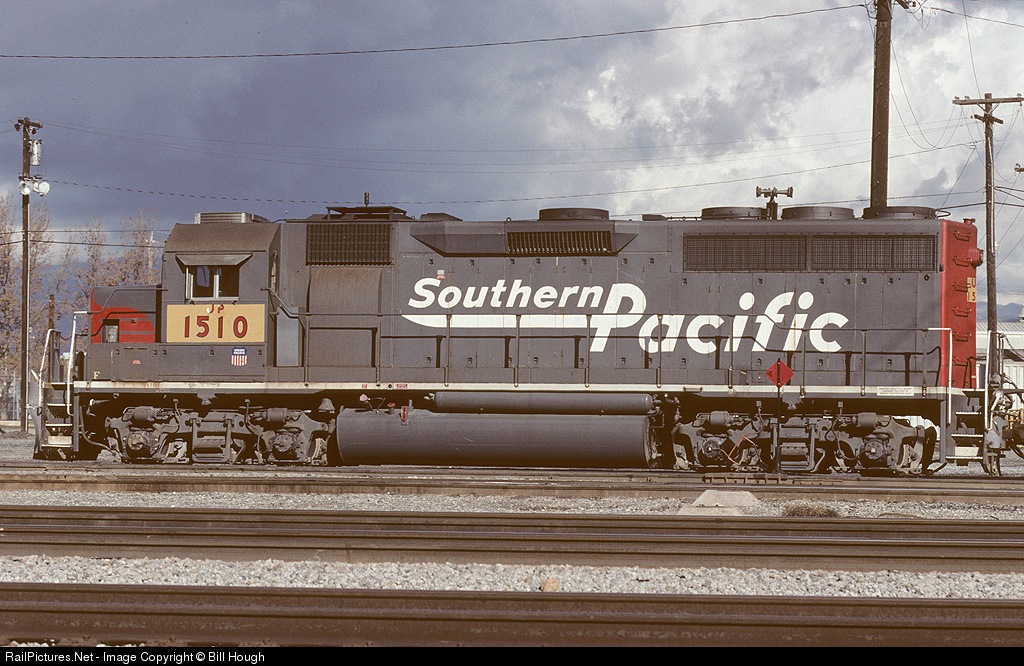 Southern Pacific
UP
1510
F
RailPictures.Net - Image Copyright © Bill Hough